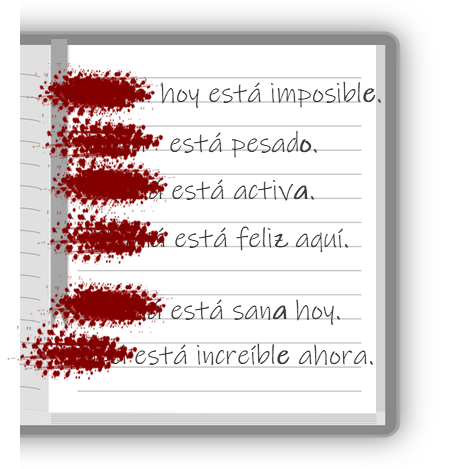 hoy está imposible.
está pesado.
está activa.
está feliz aquí.
está sana hoy.
está increíble ahora.